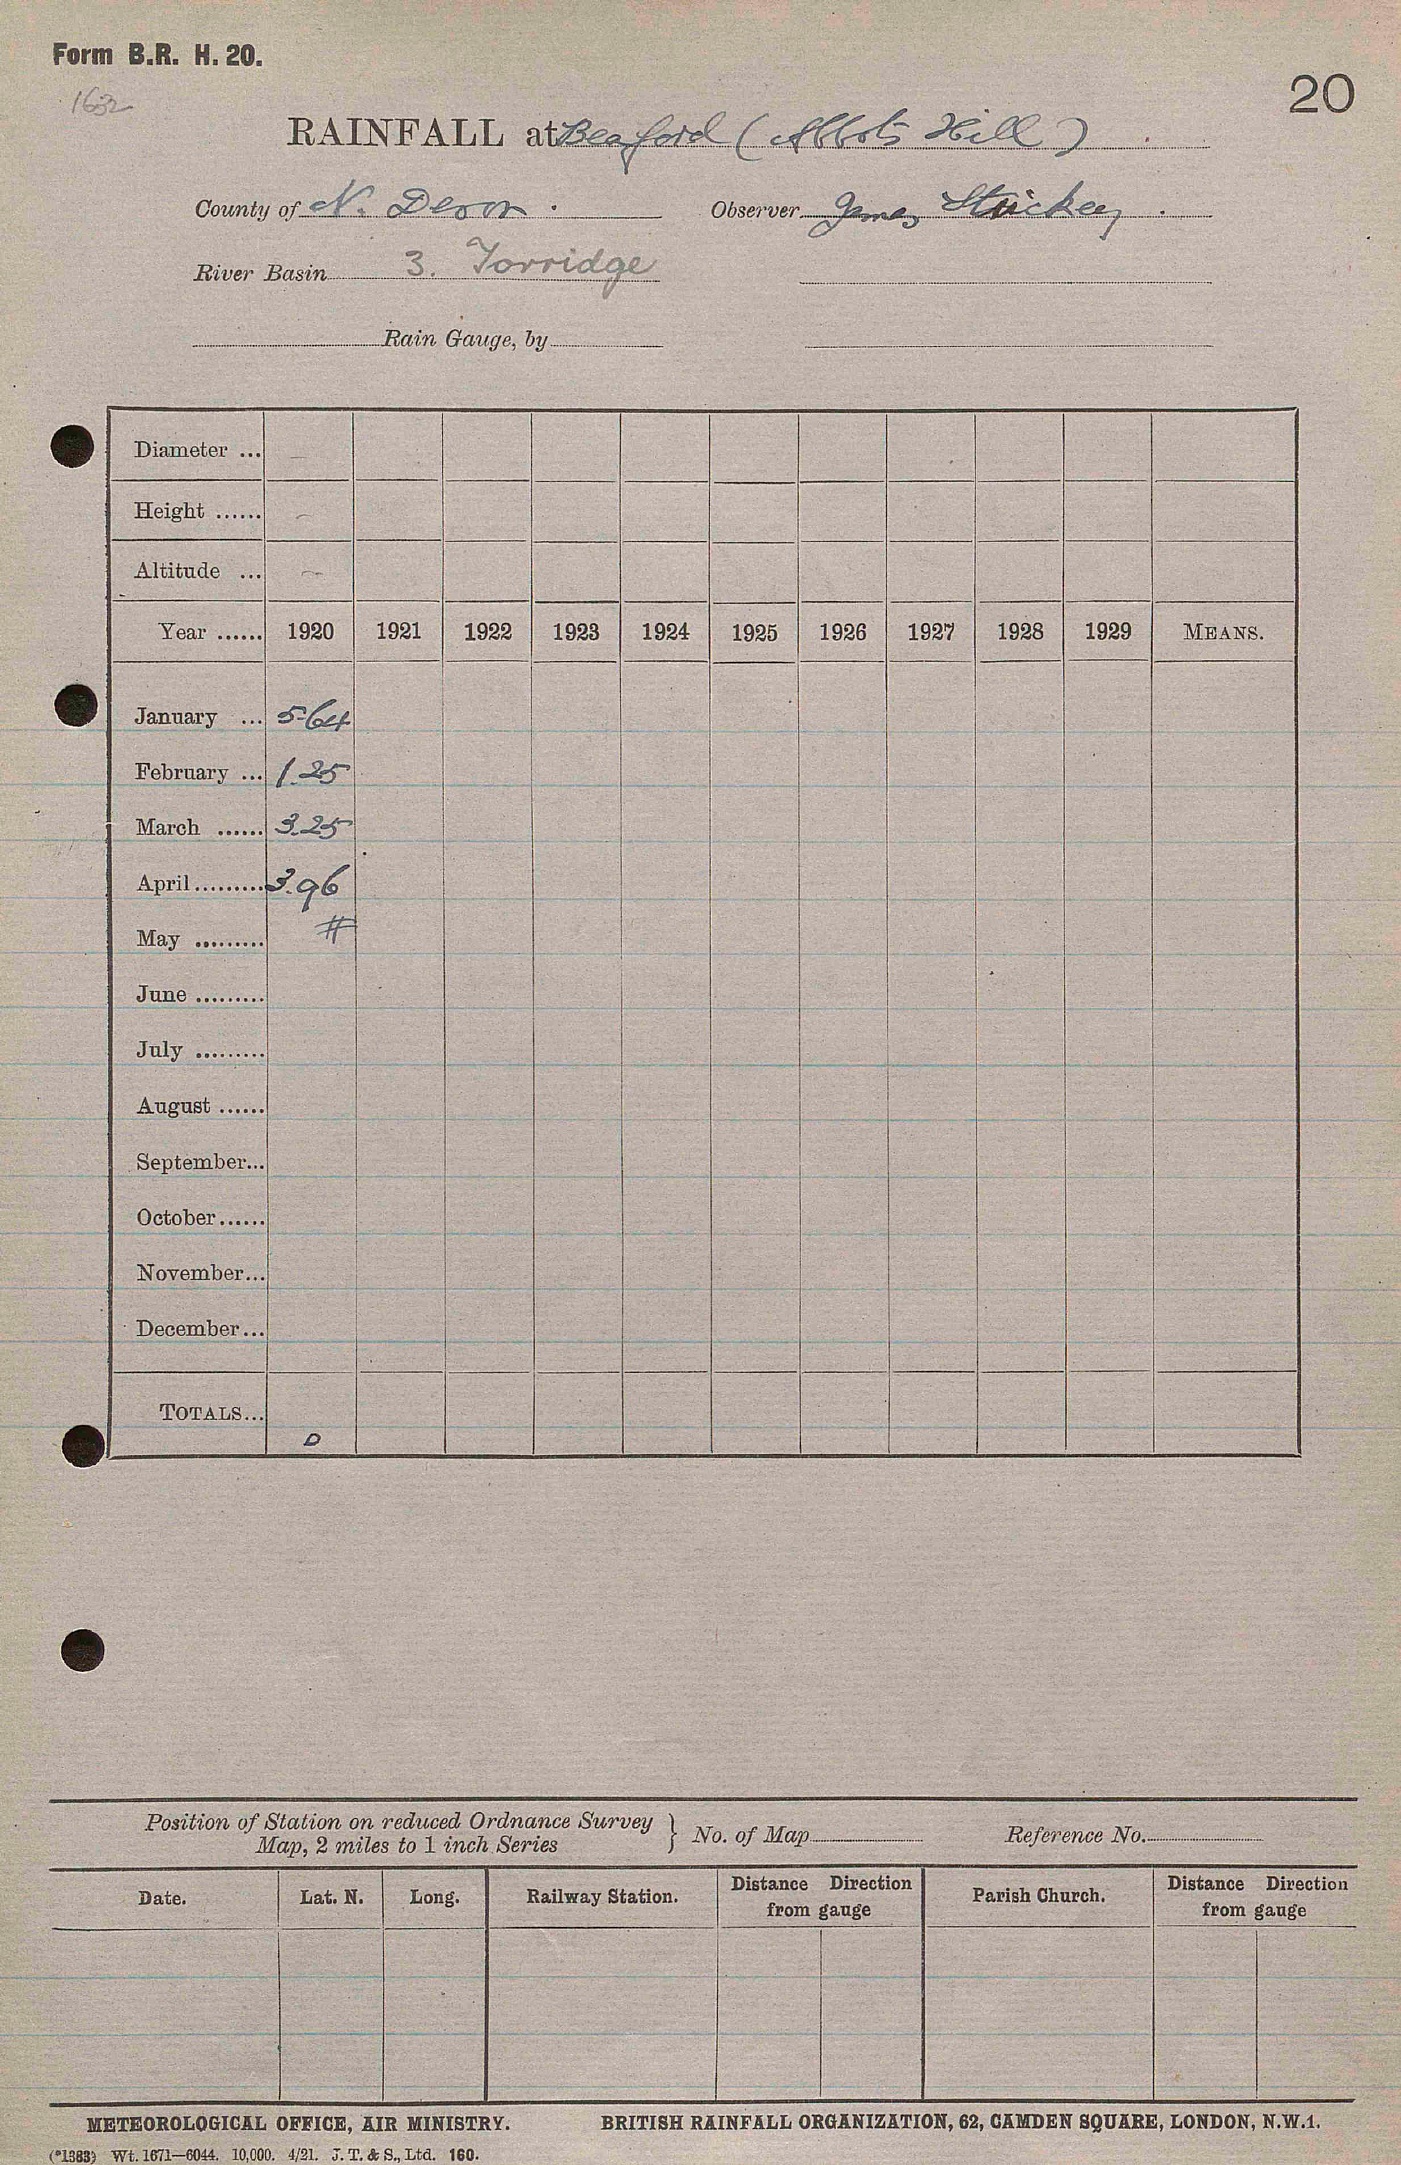 Form B.R. H. 20.
1632
20
RAINFALL at Beaford (Abbots Hill)
County of N. Devon. Observer James Stuckey.
River Basin 3. Torridge
Rain Gauge, by
Diameter ... —
Height ...... —
Altitude ... —
Year ...... 1920 1921 1922 1923 1924 1925 1926 1927 1928 1929 MEANS.
January ... 5.64
February ... 1.25
March ...... 3.25
April ......... 3.96
May ......... #
June .........
July .........
August ......
September...
October......
November...
December...
TOTALS...
D
Position of Station on reduced Ordnance Survey
Map, 2 miles to 1 inch Series } No. of Map Reference No.
Date. Lat. N. Long. Railway Station. Distance Direction from gauge Parish Church. Distance Direction from gauge
METEOROLOGICAL OFFICE, AIR MINISTRY. BRITISH RAINFALL ORGANIZATION, 62, CAMDEN SQUARE, LONDON, N.W.1.
(*1383) Wt. 1671—6044. 10,000. 4/21. J. T. & S., Ltd. 160.